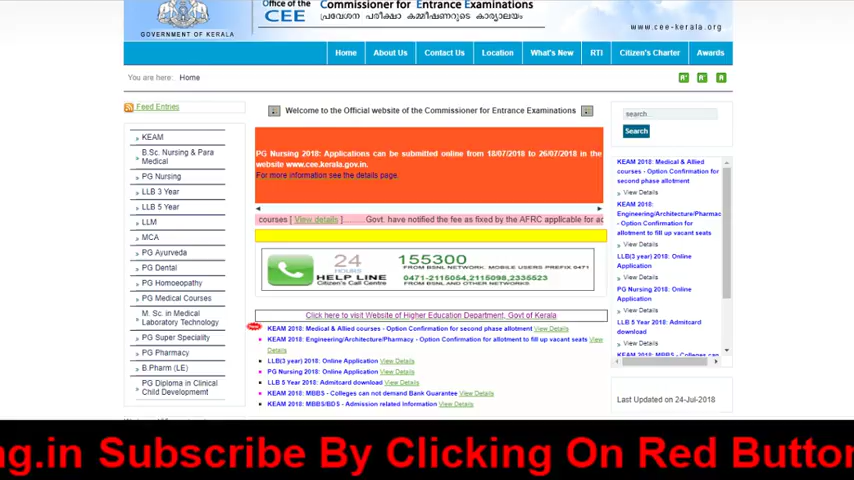 Office of the
CEE
Commissioner for Entrance Examinations
പ്രവേശന പരീക്ഷാ കമ്മീഷണറുടെ കാര്യാലയം
GOVERNMENT OF KERALA
www.cee-kerala.org
Home About Us Contact Us Location What's New RTI Citizen's Charter Awards
You are here: Home
A+ A- A
Feed Entries
KEAM
B.Sc. Nursing & Para
Medical
PG Nursing
LLB 3 Year
LLB 5 Year
LLM
MCA
PG Ayurveda
PG Dental
PG Homoeopathy
PG Medical Courses
M. Sc. in Medical
Laboratory Technology
PG Super Speciality
PG Pharmacy
B.Pharm (LE)
PG Diploma in Clinical
Child Developemnt
Welcome to the Official website of the Commissioner for Entrance Examinations
PG Nursing 2018: Applications can be submitted online from 18/07/2018 to 26/07/2018 in the
website www.cee.kerala.gov.in.
For more information see the details page.
courses [ View details ]........Govt. have notified the fee as fixed by the AFRC applicable for
24
HOURS
HELP LINE
Citizen's Call Centre
155300
FROM BSNL NETWORK. MOBILE USERS PREFIX 0471
0471-2115054,2115098,2335523
FROM BSNL AND OTHER NETWORKS
Click here to visit Website of Higher Education Department, Govt of Kerala
New
KEAM 2018: Medical & Allied courses - Option Confirmation for second phase allotment View Details
KEAM 2018: Engineering/Architecture/Pharmacy - Option Confirmation for allotment to fill up vacant seats View
Details
LLB(3 year) 2018: Online Application View Details
PG Nursing 2018: Online Application View Details
LLB 5 Year 2018: Admitcard download View Details
KEAM 2018: MBBS - Colleges can not demand Bank Guarantee View Details
KEAM 2018: MBBS/BDS - Admission related Information View Details
search...
Search
KEAM 2018: Medical & Allied
courses - Option Confirmation for
second phase allotment
View Details
KEAM 2018:
Engineering/Architecture/Pharmac
- Option Confirmation for
allotment to fill up vacant seats
View Details
LLB(3 year) 2018: Online
Application
View Details
PG Nursing 2018: Online
Application
View Details
LLB 5 Year 2018: Admitcard
download
View Details
KEAM 2018: MBBS - Colleges can
Last Updated on 24-Jul-2018
ng.in Subscribe By Clicking On Red Button